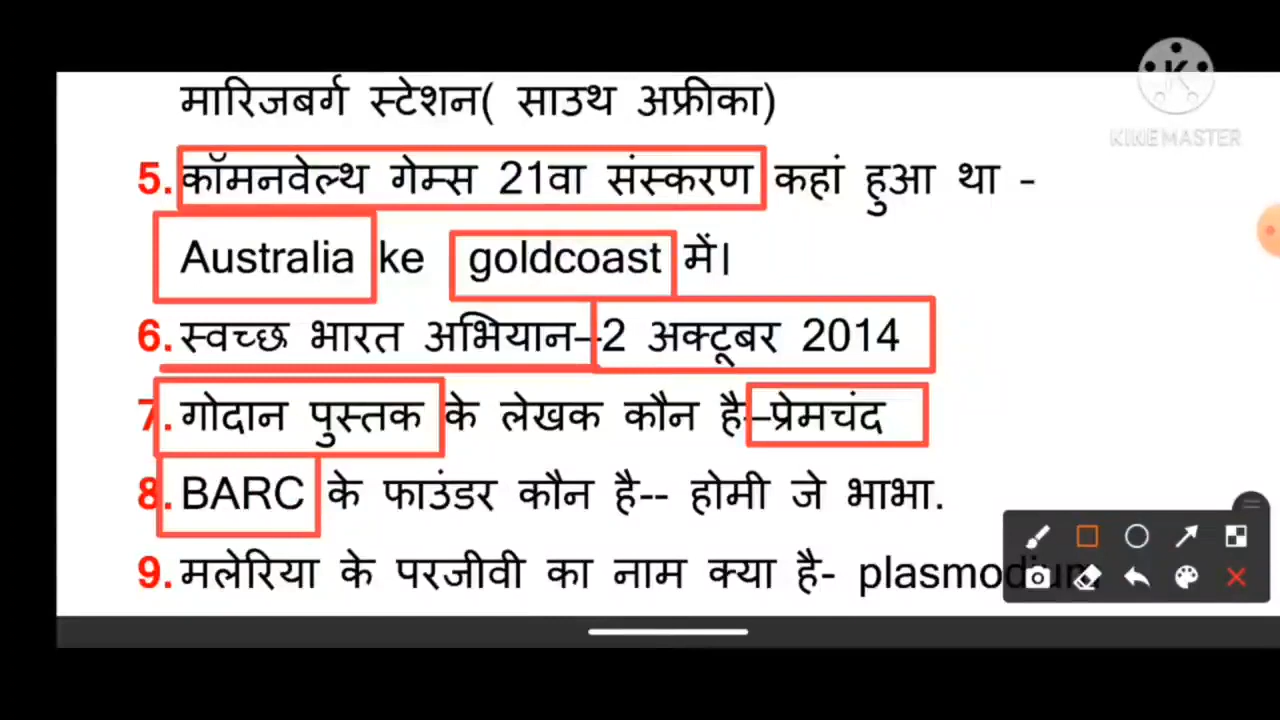 मारिजबर्ग स्टेशन( साउथ अफ्रीका)
KINEMASTER
5. कॉमनवेल्थ गेम्स 21वा संस्करण कहां हुआ था -
Australia ke goldcoast में।
6. स्वच्छ भारत अभियान--2 अक्टूबर 2014
7. गोदान पुस्तक के लेखक कौन है--प्रेमचंद
8. BARC के फाउंडर कौन है-- होमी जे भाभा.
9. मलेरिया के परजीवी का नाम क्या है- plasmodium